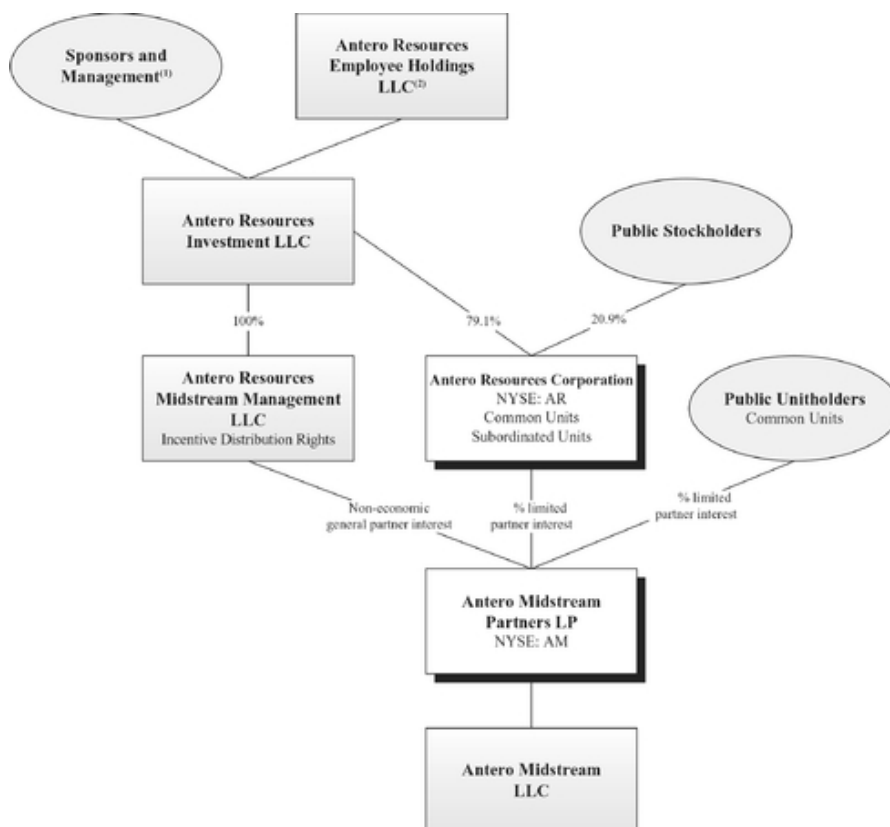 Sponsors and
Management(1)
Antero Resources
Employee Holdings
LLC(2)
Antero Resources
Investment LLC
Public Stockholders
100%
79.1%
20.9%
Antero Resources
Midstream Management
LLC
Incentive Distribution Rights
Antero Resources Corporation
NYSE: AR
Common Units
Subordinated Units
Public Unitholders
Common Units
Non-economic
general partner interest
% limited
partner interest
% limited
partner interest
Antero Midstream
Partners LP
NYSE: AM
Antero Midstream
LLC